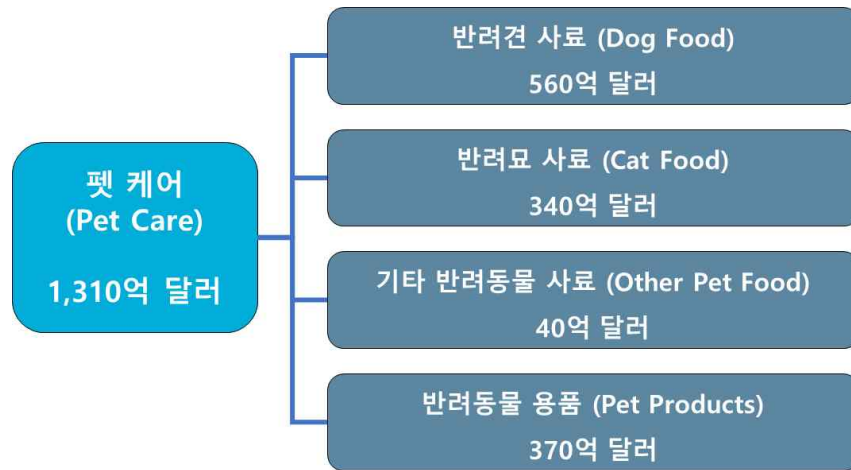 펫 케어
(Pet Care)
1,310억 달러
반려견 사료 (Dog Food)
560억 달러
반려묘 사료 (Cat Food)
340억 달러
기타 반려동물 사료 (Other Pet Food)
40억 달러
반려동물 용품 (Pet Products)
370억 달러